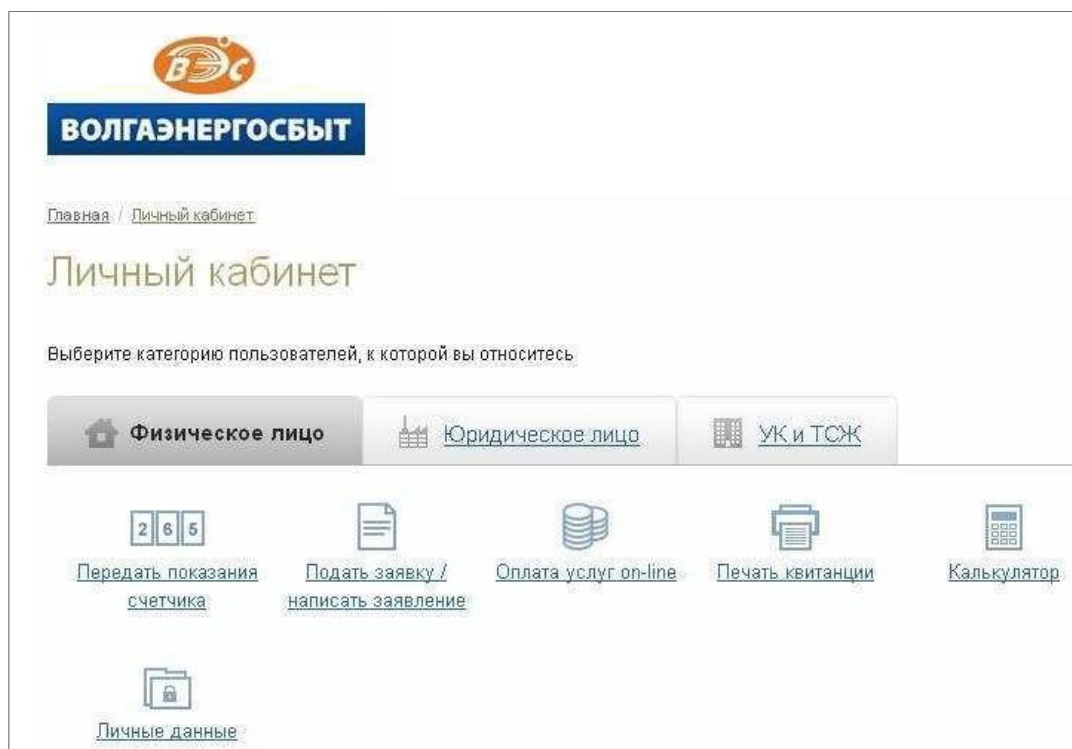 ВЭС
ВОЛГАЭНЕРГОСБЫТ
Главная / Личный кабинет
Личный кабинет
Выберите категорию пользователей, к которой вы относитесь
Физическое лицо Юридическое лицо УК и ТСЖ
2 6 5
Передать показания счетчика
Подать заявку / написать заявление
Оплата услуг on-line
Печать квитанции
Калькулятор
Личные данные